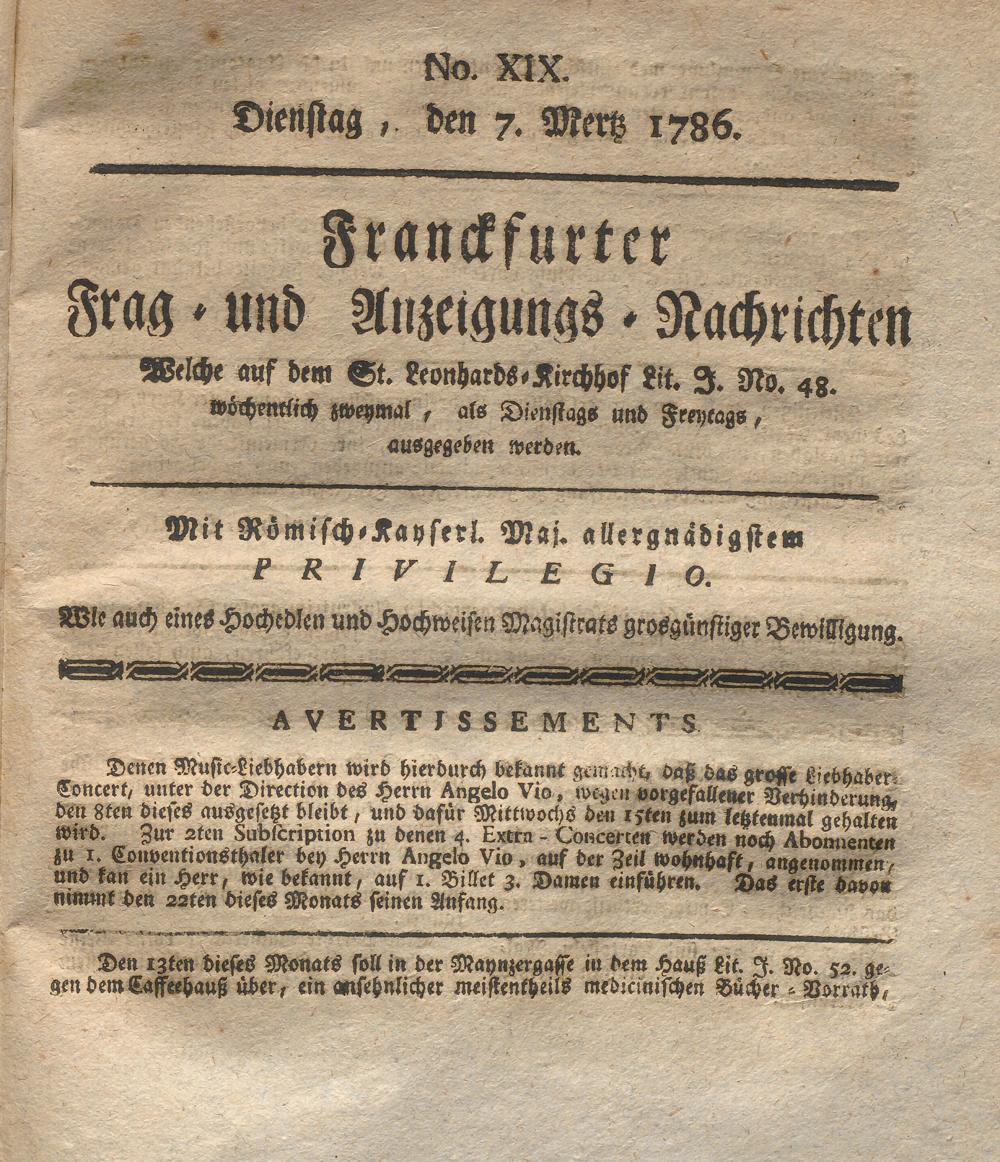 No. XIX.
Dienstag, den 7. Mertz 1786.
Franckfurter
Frag- und Anzeigungs-Nachrichten
Welche auf dem St. Leonhards-Kirchhof Lit. J. No. 48.
wöchentlich zweymal, als Dienstags und Freytags,
ausgegeben werden.
Mit Römisch-Kayserl. Maj. allergnädigstem
PRIVILEGIO.
Wie auch eines Hochedlen und Hochweisen Magistrats grosgünstiger Bewilligung.
AVERTISSEMENTS.
Denen Music-Liebhabern wird hierdurch bekannt gemacht, daß das grosse Liebhaber-
Concert, unter der Direction des Herrn Angelo Vio, wegen vorgefallener Verhinderung,
den 8ten dieses ausgesetzt bleibt, und dafür Mittwochs den 15ten zum letztenmal gehalten
wird. Zur 2ten Subscription zu denen 4. Extra-Concerten werden noch Abonnenten
zu 1. Conventionsthaler bey Herrn Angelo Vio, auf der Zeil wohnhaft, angenommen,
und kan ein Herr, wie bekannt, auf 1. Billet 3. Damen einführen. Das erste davon
nimmt den 22ten dieses Monats seinen Anfang.
Den 13ten dieses Monats soll in der Maynzergasse in dem Hauß Lit. J. No. 52. ge-
gen dem Caffeehauß über, ein ansehnlicher meistentheils medicinischen Bücher-Vorrath,